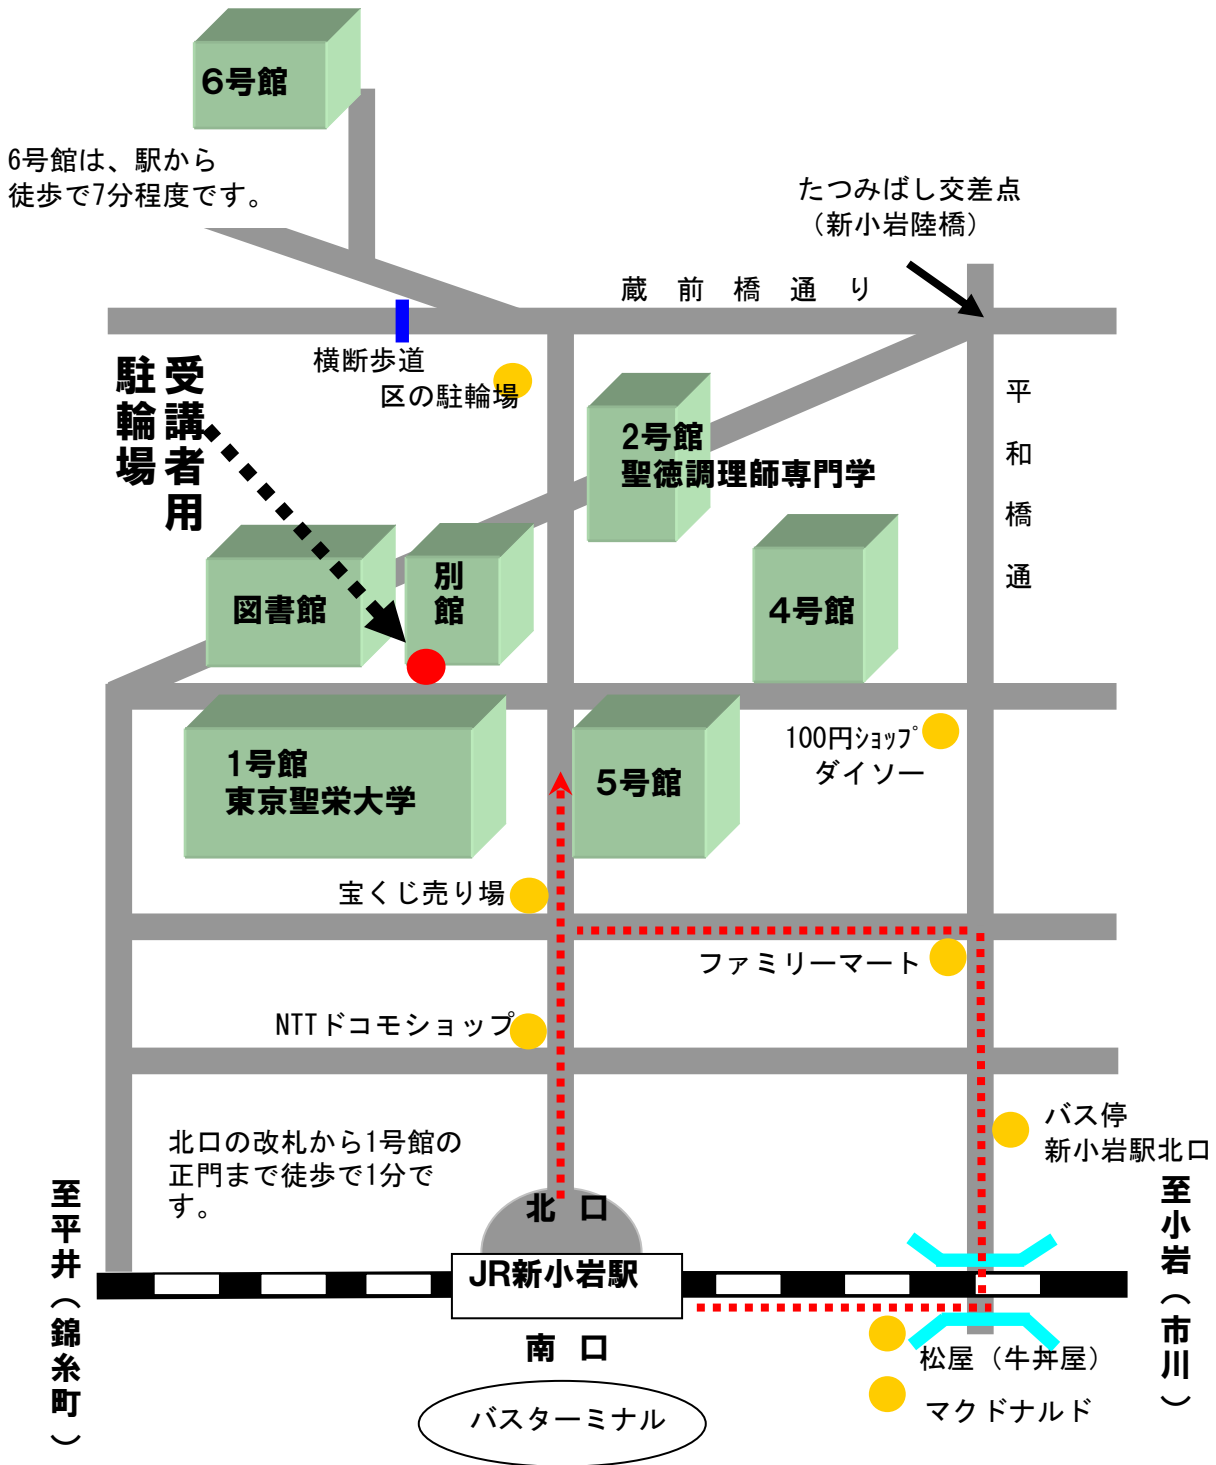 6号館
6号館は、駅から
徒歩で7分程度です。
たつみばし交差点
（新小岩陸橋）
蔵前橋通り
横断歩道
区の駐輪場
受講者用
駐輪場
平和橋通
2号館
聖徳調理師専門学
別館
図書館
4号館
1号館
東京聖栄大学
5号館
100円ｼｮｯﾌﾟ
ダイソー
宝くじ売り場
ファミリーマート
NTTドコモショップ
バス停
新小岩駅北口
北口の改札から1号館の
正門まで徒歩で1分で
す。
至平井（錦糸町）
至小岩（市川）
北口
JR新小岩駅
南口
松屋（牛丼屋）
マクドナルド
バスターミナル